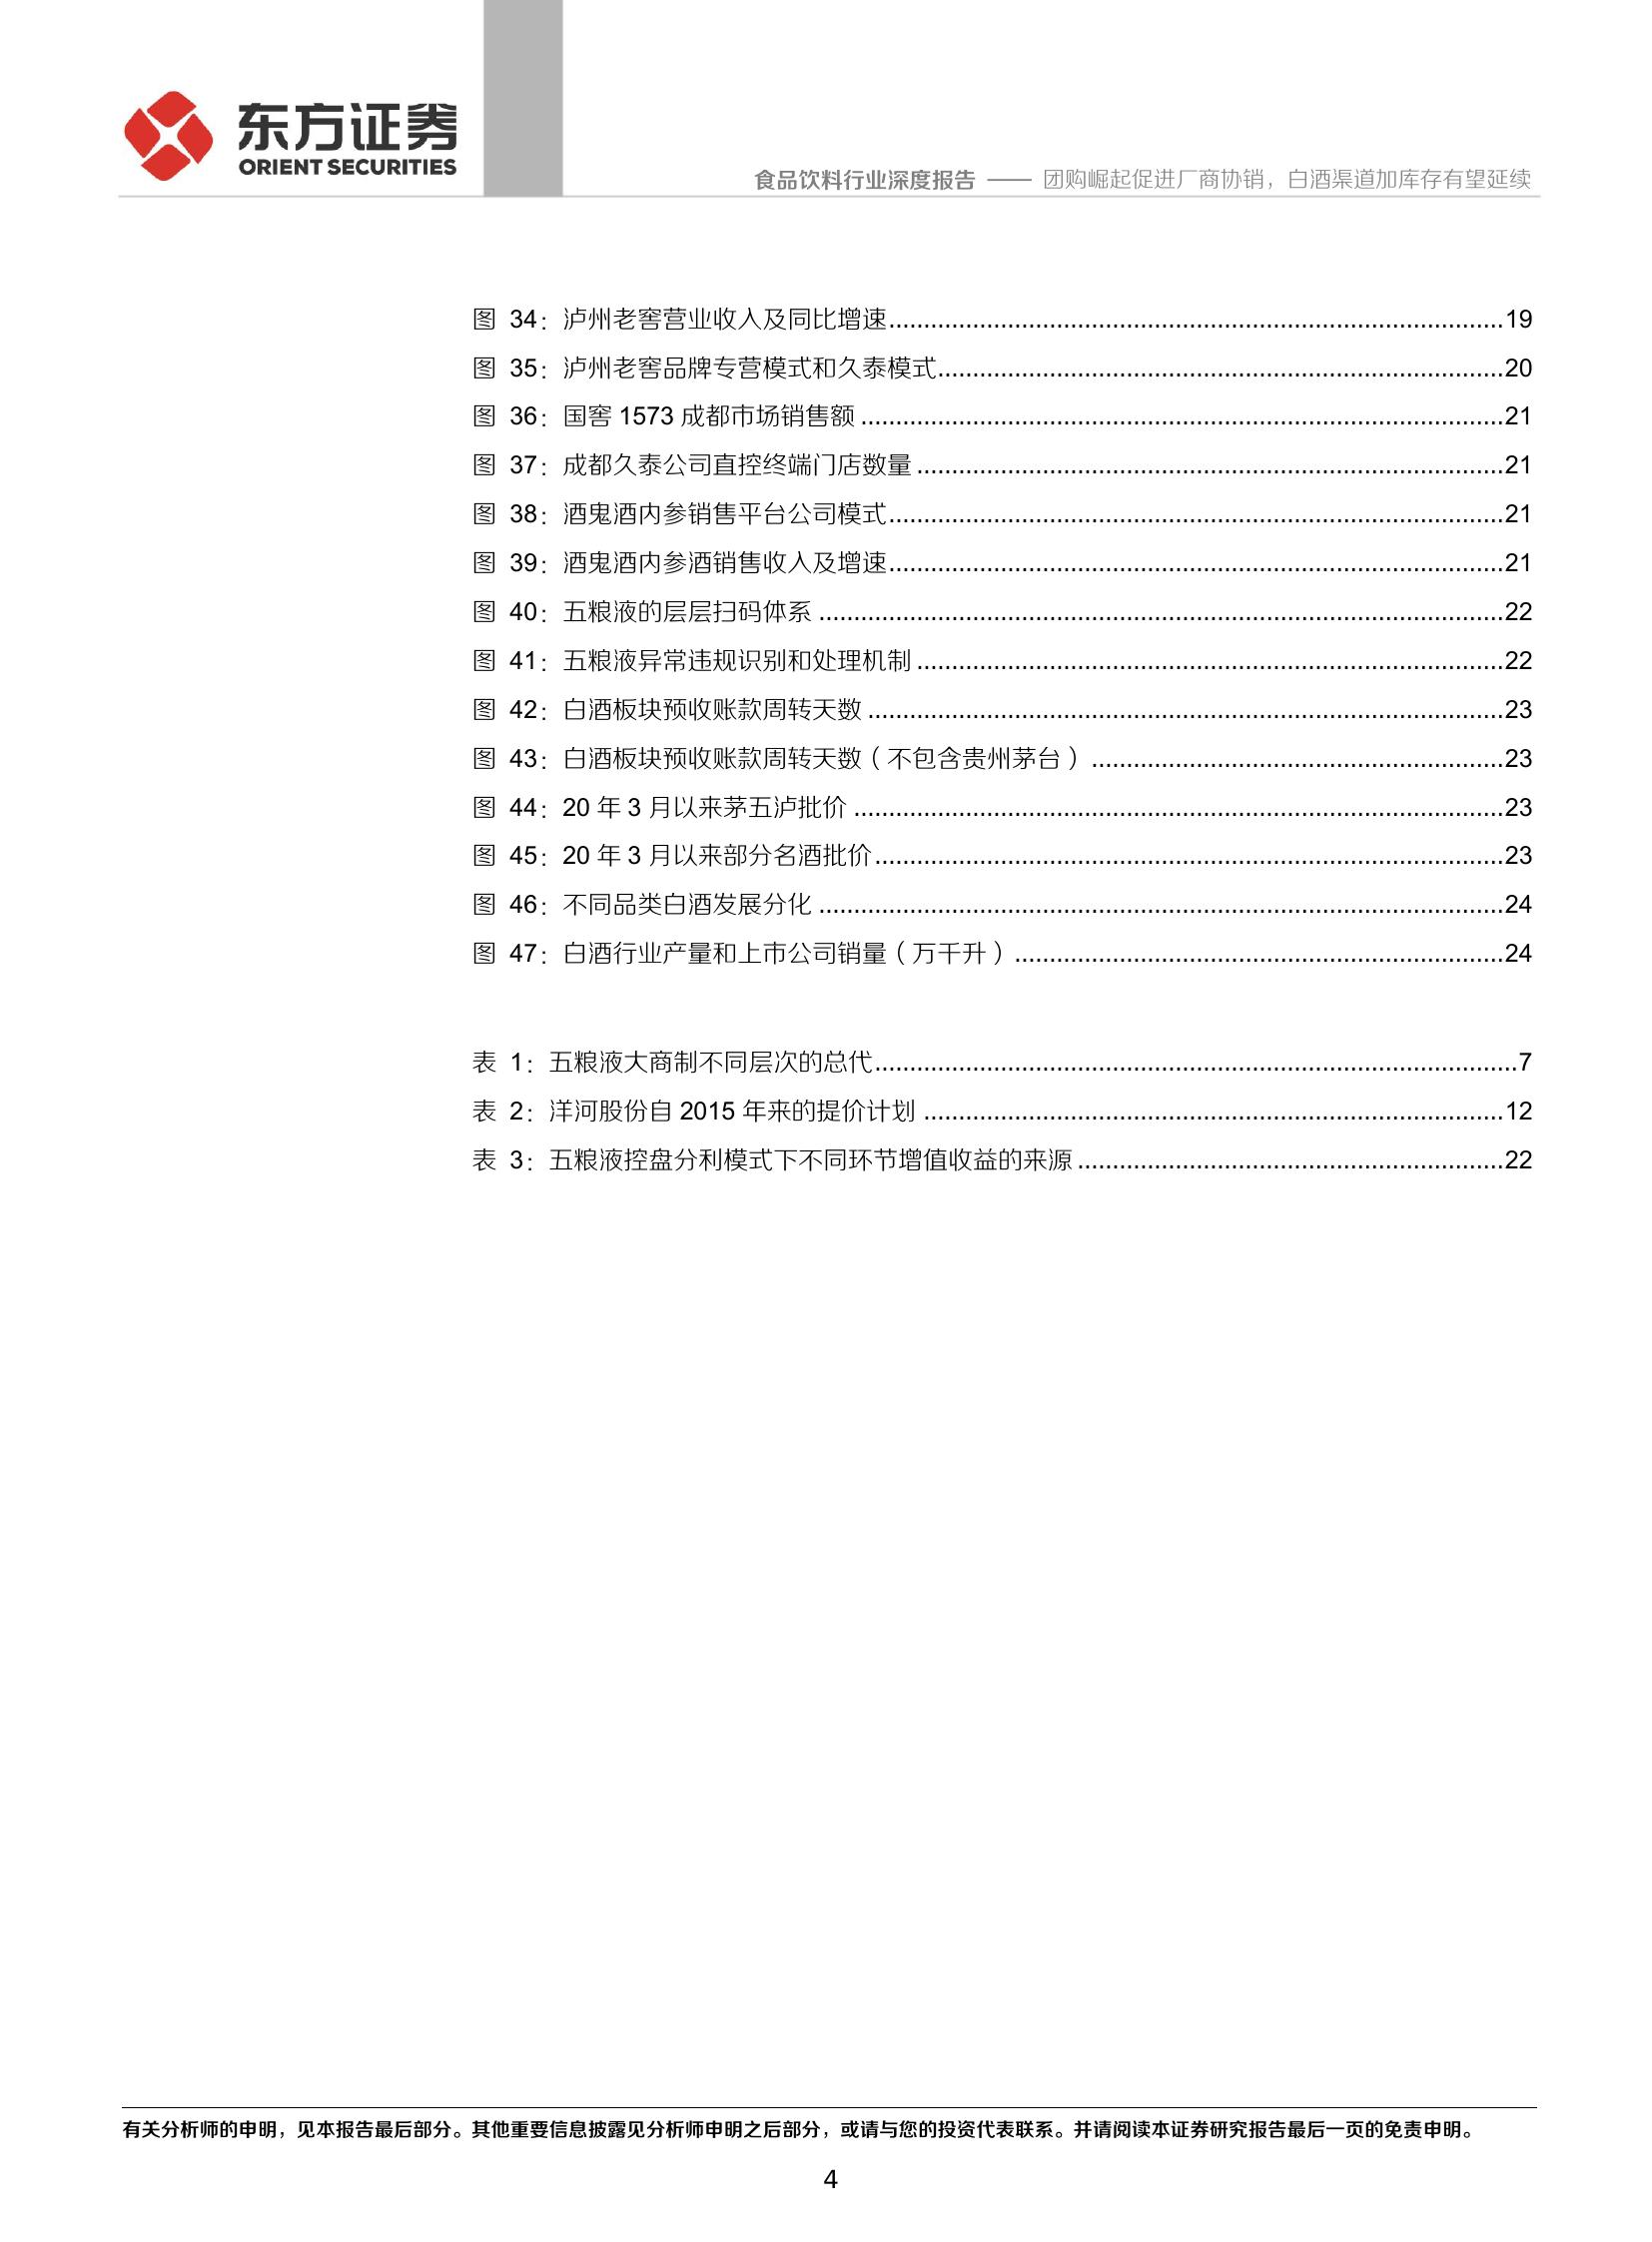 东方证券
ORIENT SECURITIES
食品饮料行业深度报告 —— 团购崛起促进厂商协销，白酒渠道加库存有望延续
图 34：泸州老窖营业收入及同比增速........................................19
图 35：泸州老窖品牌专营模式和久泰模式........................................20
图 36：国窖 1573 成都市场销售额 ........................................21
图 37：成都久泰公司直控终端门店数量 ........................................21
图 38：酒鬼酒内参销售平台公司模式........................................21
图 39：酒鬼酒内参酒销售收入及增速........................................21
图 40：五粮液的层层扫码体系 ........................................22
图 41：五粮液异常违规识别和处理机制 ........................................22
图 42：白酒板块预收账款周转天数 ........................................23
图 43：白酒板块预收账款周转天数（不包含贵州茅台） ........................................23
图 44：20 年 3 月以来茅五泸批价 ........................................23
图 45：20 年 3 月以来部分名酒批价........................................23
图 46：不同品类白酒发展分化 ........................................24
图 47：白酒行业产量和上市公司销量（万千升）........................................24
表 1：五粮液大商制不同层次的总代........................................7
表 2：洋河股份自 2015 年来的提价计划 ........................................12
表 3：五粮液控盘分利模式下不同环节增值收益的来源 ........................................22
有关分析师的申明，见本报告最后部分。其他重要信息披露见分析师申明之后部分，或请与您的投资代表联系。并请阅读本证券研究报告最后一页的免责申明。
4